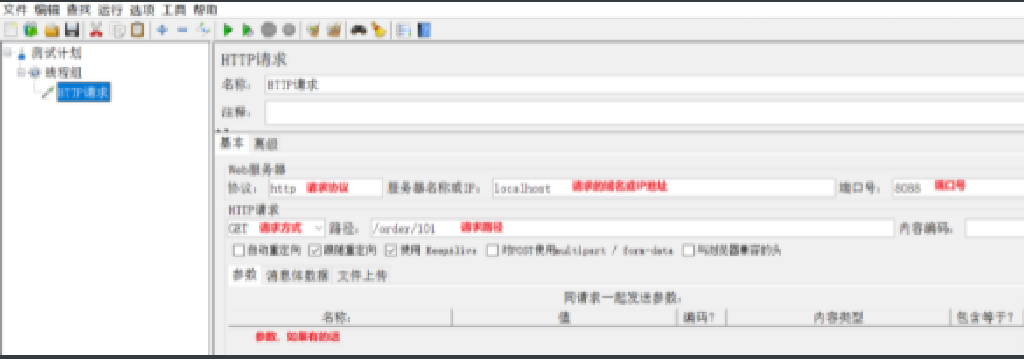 文件 编辑 查找 运行 选项 工具 帮助
测试计划
线程组
HTTP请求
HTTP请求
名称： HTTP请求
注释：
基本 高级
Web服务器
协议： http 请求协议 服务器名称或IP： localhost 请求的域名或IP地址 端口号： 8088 端口号
HTTP请求
GET 请求方式 路径： /order/101 请求路径 内容编码：
自动重定向 跟随重定向 使用 KeepAlive 对POST使用multipart / form-data 与浏览器兼容的头
参数 消息体数据 文件上传
同请求一起发送参数：
名称： 值 编码？ 内容类型 包含等于？
参数，如果有的话